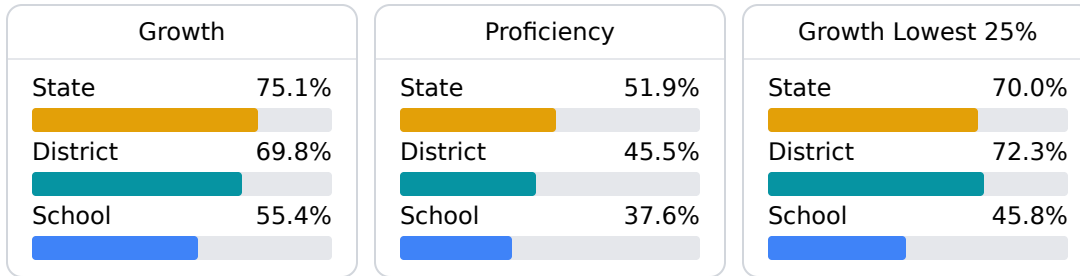 Growth
State 75.1%
District 69.8%
School 55.4%
Proficiency
State 51.9%
District 45.5%
School 37.6%
Growth Lowest 25%
State 70.0%
District 72.3%
School 45.8%